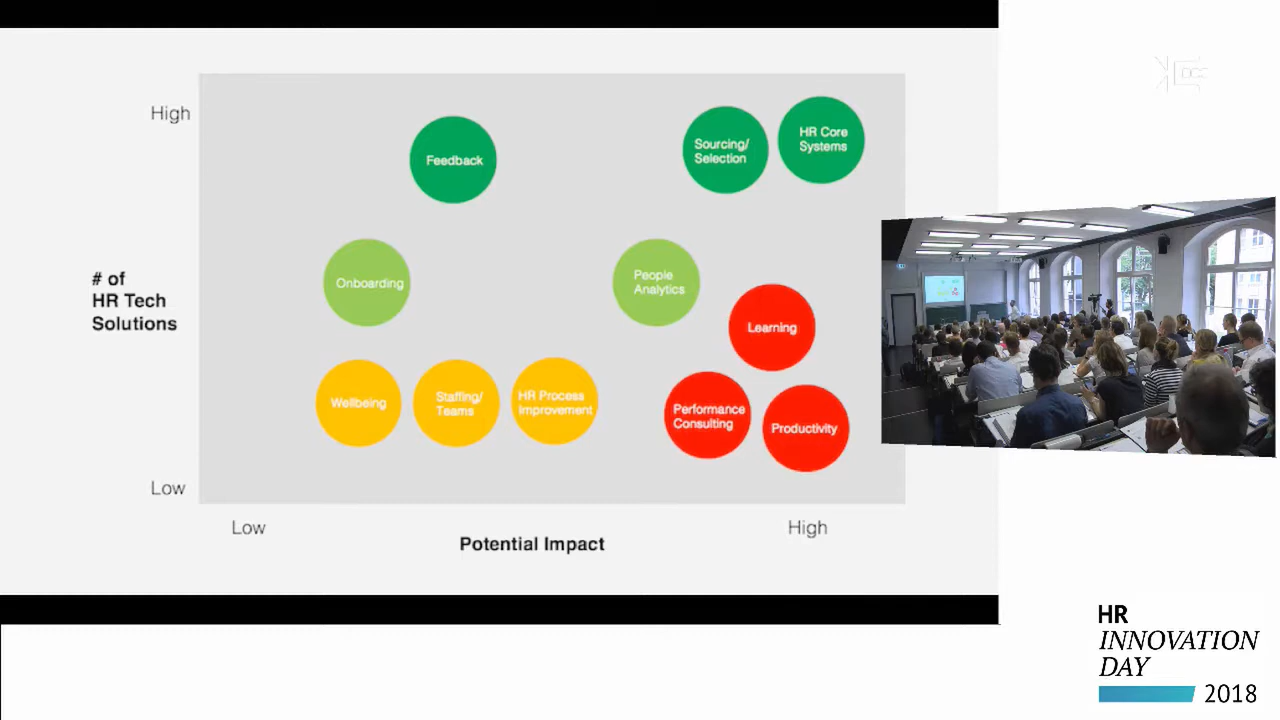 High
# of
HR Tech
Solutions
Low
Low
High
Potential Impact
Feedback
Sourcing/
Selection
HR Core
Systems
Onboarding
People
Analytics
Learning
Wellbeing
Staffing/
Teams
HR Process
Improvement
Performance
Consulting
Productivity
HR
INNOVATION
DAY
2018